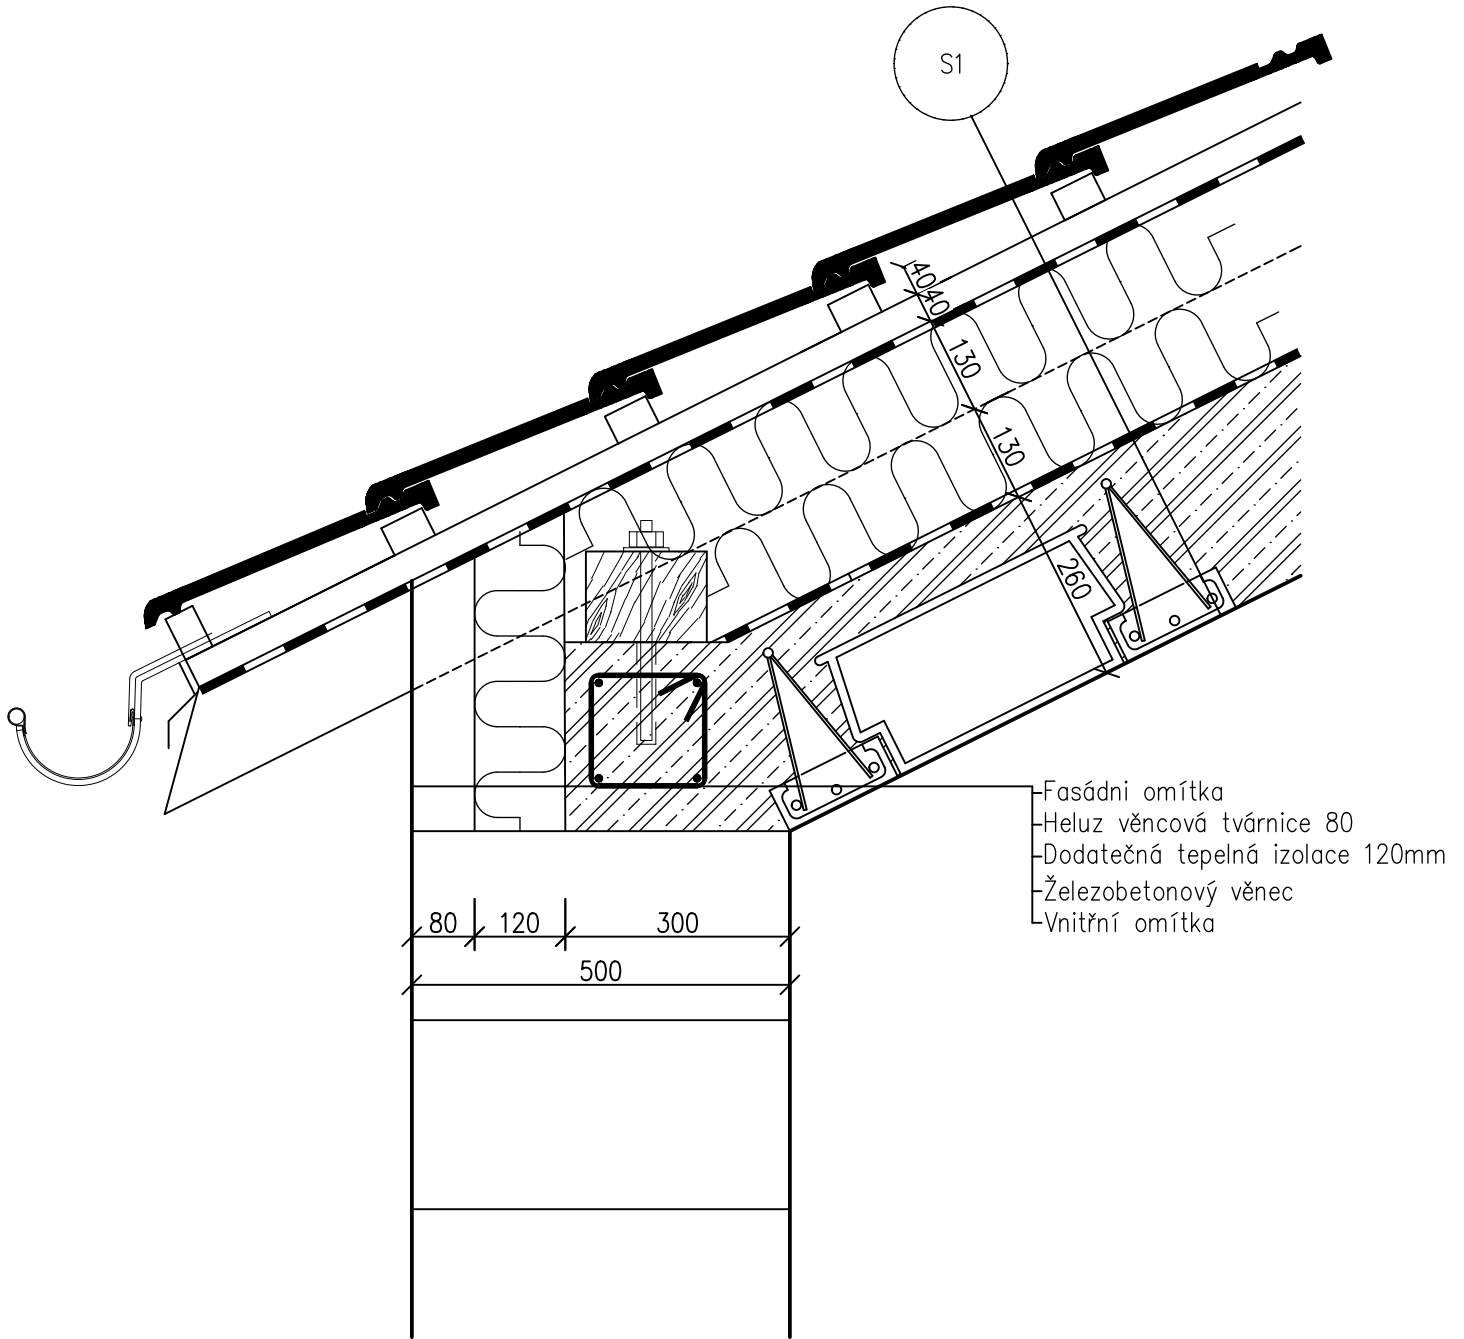 S1
40
40
130
130
260
Fasádni omítka
Heluz věncová tvárnice 80
Dodatečná tepelná izolace 120mm
Železobetonový věnec
Vnitřní omítka
80 120 300
500